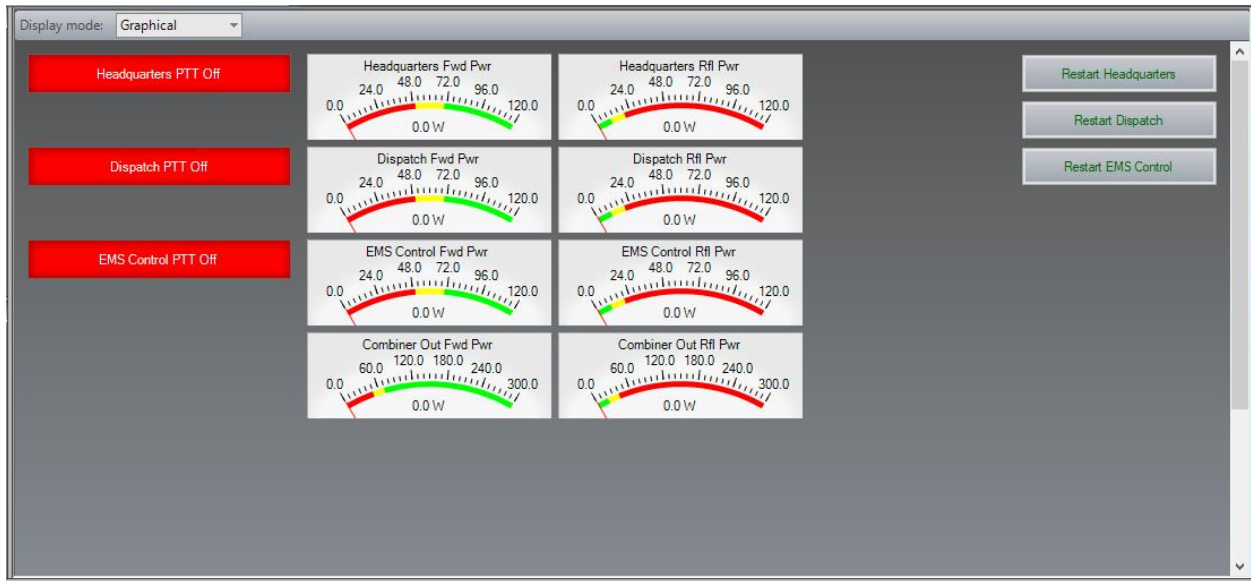 Display mode: Graphical
Headquarters PTT Off
Headquarters Fwd Pwr
0.0 24.0 48.0 72.0 96.0 120.0
0.0 W
Headquarters Rfl Pwr
0.0 24.0 48.0 72.0 96.0 120.0
0.0 W
Restart Headquarters
Restart Dispatch
Restart EMS Control
Dispatch PTT Off
Dispatch Fwd Pwr
0.0 24.0 48.0 72.0 96.0 120.0
0.0 W
Dispatch Rfl Pwr
0.0 24.0 48.0 72.0 96.0 120.0
0.0 W
EMS Control PTT Off
EMS Control Fwd Pwr
0.0 24.0 48.0 72.0 96.0 120.0
0.0 W
EMS Control Rfl Pwr
0.0 24.0 48.0 72.0 96.0 120.0
0.0 W
Combiner Out Fwd Pwr
0.0 60.0 120.0 180.0 240.0 300.0
0.0 W
Combiner Out Rfl Pwr
0.0 60.0 120.0 180.0 240.0 300.0
0.0 W